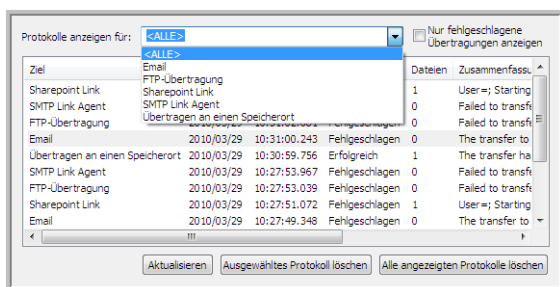 Protokolle anzeigen für: <ALLE>
Nur fehlgeschlagene
Übertragungen anzeigen
<ALLE>
Email
FTP-Übertragung
Sharepoint Link
SMTP Link Agent
Übertragen an einen Speicherort
Ziel Dateien Zusammenfassu
Sharepoint Link 1 User=; Starting
SMTP Link Agent 0 Failed to transfe
FTP-Übertragung 0 Failed to transfe
Email 2010/03/29 10:31:00.243 Fehlgeschlagen 0 The transfer to
Übertragen an einen Speicherort 2010/03/29 10:30:59.756 Erfolgreich 1 The transfer ha
SMTP Link Agent 2010/03/29 10:27:53.967 Fehlgeschlagen 0 Failed to transfe
FTP-Übertragung 2010/03/29 10:27:53.039 Fehlgeschlagen 0 Failed to transfe
Sharepoint Link 2010/03/29 10:27:51.072 Fehlgeschlagen 1 User=; Starting
Email 2010/03/29 10:27:49.348 Fehlgeschlagen 0 The transfer to
Aktualisieren Ausgewähltes Protokoll löschen Alle angezeigten Protokolle löschen